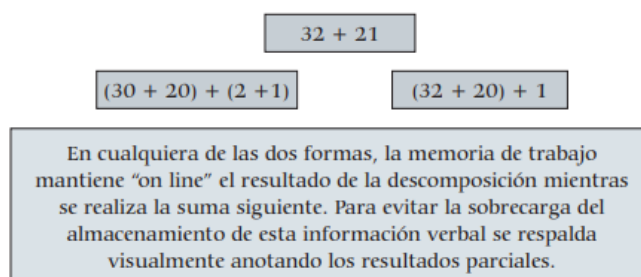 32 + 21
(30 + 20) + (2 +1)
(32 + 20) + 1
En cualquiera de las dos formas, la memoria de trabajo
mantiene “on line” el resultado de la descomposición mientras
se realiza la suma siguiente. Para evitar la sobrecarga del
almacenamiento de esta información verbal se respalda
visualmente anotando los resultados parciales.